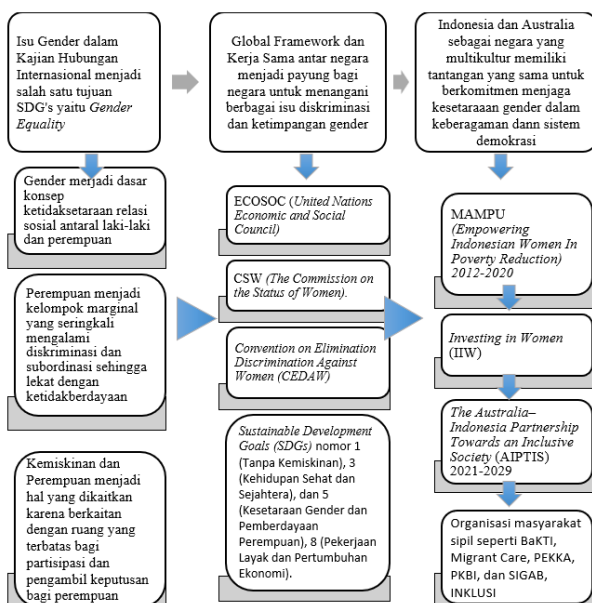 Isu Gender dalam
Kajian Hubungan
Internasional menjadi
salah satu tujuan
SDG's yaitu Gender
Equality
Global Framework dan
Kerja Sama antar negara
menjadi payung bagi
negara untuk menangani
berbagai isu diskriminasi
dan ketimpangan gender
Indonesia dan Australia
sebagai negara yang
multikultur memiliki
tantangan yang sama untuk
berkomitmen menjaga
kesetaraaan gender dalam
keberagaman dann sistem
demokrasi
Gender merjadi dasar
konsep
ketidaksetaraan relasi
sosial antaral laki-laki
dan perempuan
Perempuan menjadi
kelompok marginal
yang seringkali
mengalami
diskriminasi dan
subordinasi sehingga
lekat dengan
ketidakberdayaan
Kemiskinan dan
Perempuan menjadi
hal yang dikaitkan
karena berkaitan
dengan ruang yang
terbatas bagi
partisipasi dan
pengambil keputusan
bagi perempuan
ECOSOC (United Nations
Economic and Social
Council)
CSW (The Commission on
the Status of Women).
Convention on Elimination
Discrimination Against
Women (CEDAW)
Sustainable Development
Goals (SDGs) nomor 1
(Tanpa Kemiskinan), 3
(Kehidupan Sehat dan
Sejahtera), dan 5
(Kesetaraan Gender dan
Pemberdayaan
Perempuan), 8 (Pekerjaan
Layak dan Pertumbuhan
Ekonomi).
MAMPU
(Empowering
Indonesian Women In
Poverty Reduction)
2012-2020
Investing in Women
(IIW)
The Australia–
Indonesia Partnership
Towards an Inclusive
Society (AIPTIS)
2021-2029
Organisasi masyarakat
sipil seperti BaKTI,
Migrant Care, PEKKA,
PKBI, dan SIGAB,
INKLUSI